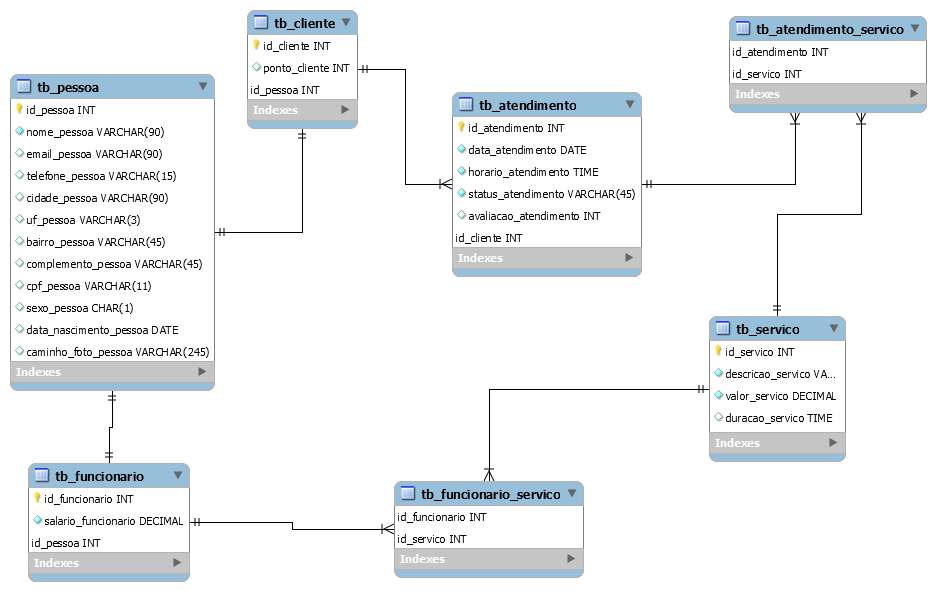 tb_cliente
id_cliente INT
ponto_cliente INT
id_pessoa INT
Indexes
tb_atendimento_servico
id_atendimento INT
id_servico INT
Indexes
tb_pessoa
id_pessoa INT
nome_pessoa VARCHAR(90)
email_pessoa VARCHAR(90)
telefone_pessoa VARCHAR(15)
cidade_pessoa VARCHAR(90)
uf_pessoa VARCHAR(3)
bairro_pessoa VARCHAR(45)
complemento_pessoa VARCHAR(45)
cpf_pessoa VARCHAR(11)
sexo_pessoa CHAR(1)
data_nascimento_pessoa DATE
caminho_foto_pessoa VARCHAR(245)
Indexes
tb_atendimento
id_atendimento INT
data_atendimento DATE
horario_atendimento TIME
status_atendimento VARCHAR(45)
avaliacao_atendimento INT
id_cliente INT
Indexes
tb_servico
id_servico INT
descricao_servico VA...
valor_servico DECIMAL
duracao_servico TIME
Indexes
tb_funcionario
id_funcionario INT
salario_funcionario DECIMAL
id_pessoa INT
Indexes
tb_funcionario_servico
id_funcionario INT
id_servico INT
Indexes